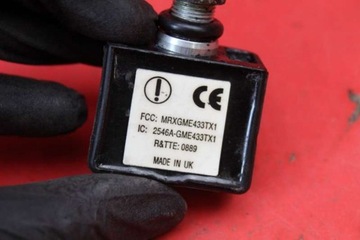 CE
FCC: MRXGME433TX1
IC: 2546A-GME433TX1
R&TTE: 0889
MADE IN UK